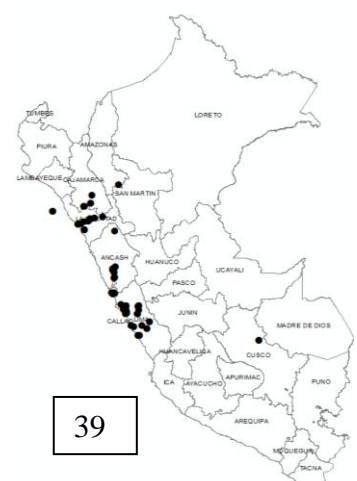 TUMBES
LORETO
PIURA
AMAZONAS
LAMBAYEQUE
CAJAMARCA
SAN MARTIN
ANCASH
HUANUCO
UCAYALI
PASCO
JUNIN
CALLAO
MADRE DE DIOS
CUSCO
HUANCAVELICA
ICA
AYACUCHO
APURIMAC
PUNO
AREQUIPA
MOQUEGUA
TACNA
39